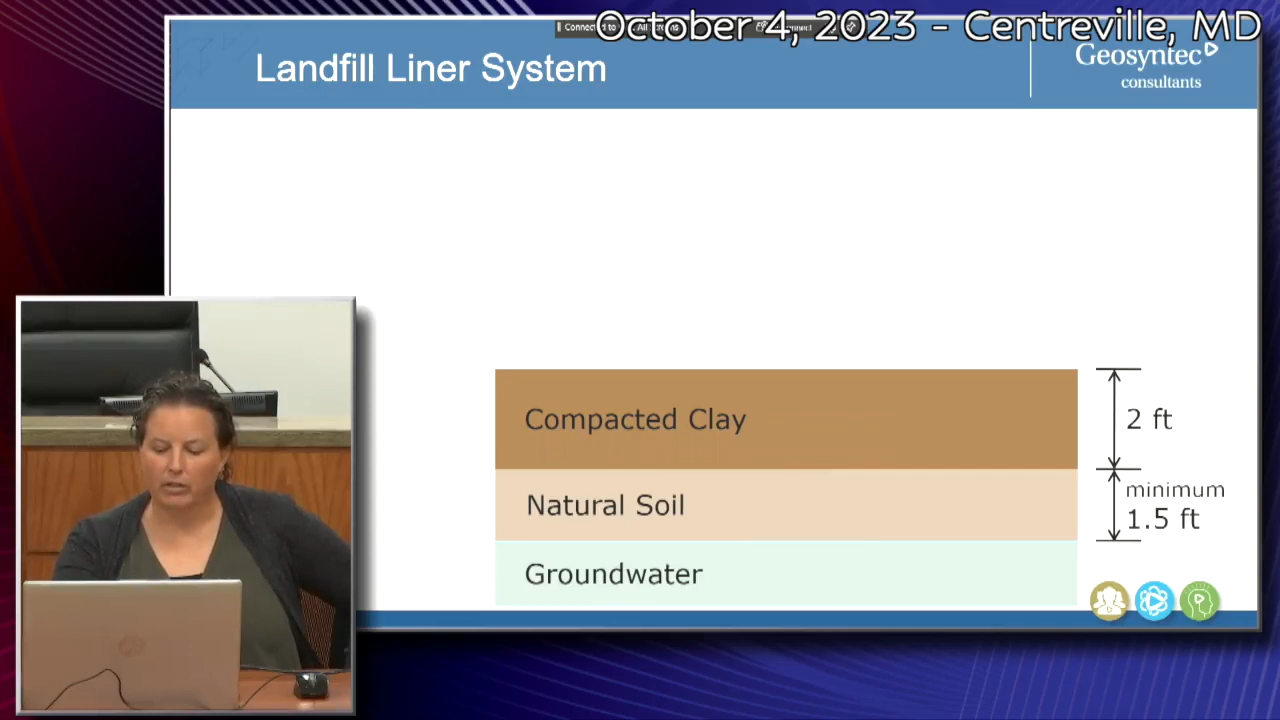 October 4, 2023 - Centreville, MD
Landfill Liner System
Geosyntec
consultants
Compacted Clay
2 ft
Natural Soil
minimum
1.5 ft
Groundwater